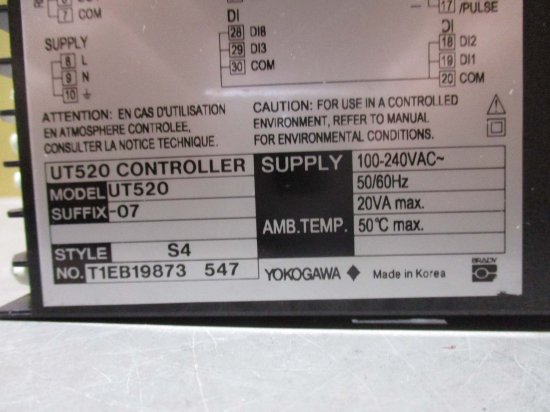 7 COM
SUPPLY
8 L
9 N
10
DI
28 DI8
29 DI3
30 COM
17 /PULSE
DI
18 DI2
19 DI1
20 COM
ATTENTION: EN CAS D'UTILISATION
EN ATMOSPHERE CONTROLEE,
CONSULTER LA NOTICE TECHNIQUE.
CAUTION: FOR USE IN A CONTROLLED
ENVIRONMENT, REFER TO MANUAL
FOR ENVIRONMENTAL CONDITIONS.
UT520 CONTROLLER
MODEL UT520
SUFFIX -07
STYLE S4
NO. T1EB19873 547
SUPPLY 100-240VAC~
50/60Hz
20VA max.
AMB.TEMP. 50℃ max.
YOKOGAWA Made in Korea
BRADY